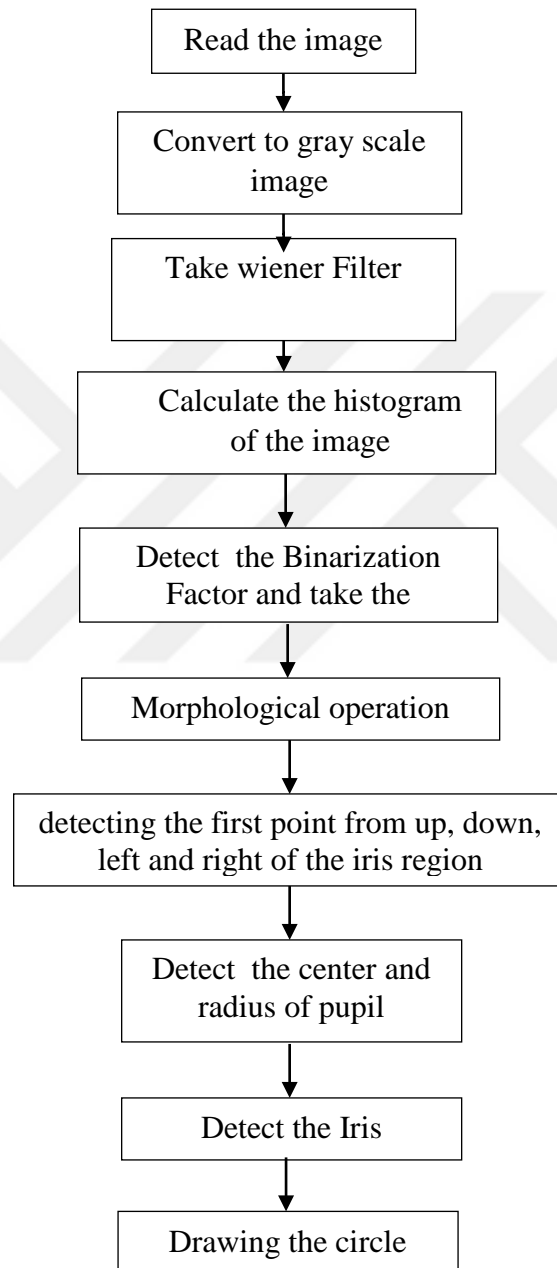 Read the image
Convert to gray scale
image
Take wiener Filter
Calculate the histogram
of the image
Detect the Binarization
Factor and take the
Morphological operation
detecting the first point from up, down,
left and right of the iris region
Detect the center and
radius of pupil
Detect the Iris
Drawing the circle